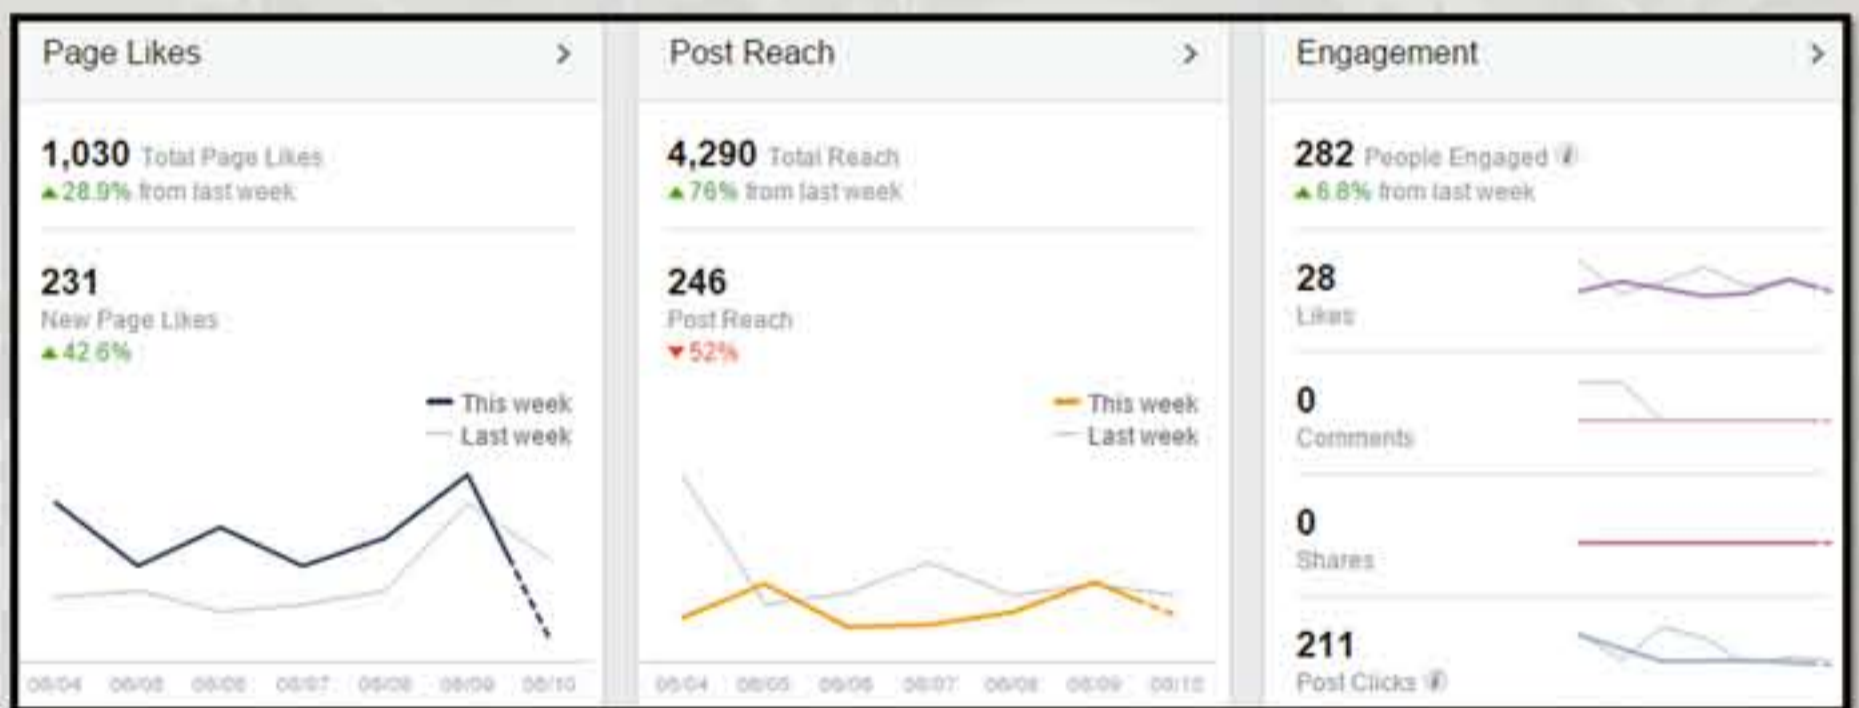 Page Likes
1,030 Total Page Likes
28.9% from last week
231
New Page Likes
42.6%
This week
Last week
Post Reach
4,290 Total Reach
76% from last week
246
Post Reach
52%
This week
Last week
Engagement
282 People Engaged
6.8% from last week
28
Likes
0
Comments
0
Shares
211
Post Clicks